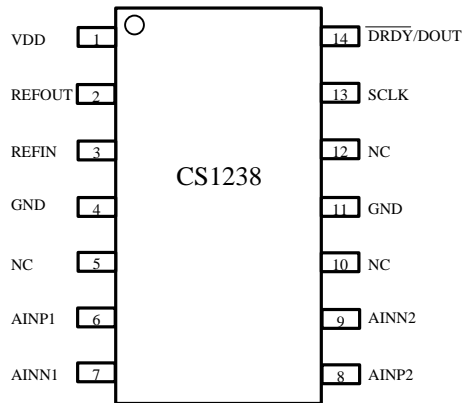 VDD 1 14 D̅R̅D̅Y̅/DOUT
REFOUT 2 13 SCLK
REFIN 3 12 NC
CS1238
GND 4 11 GND
NC 5 10 NC
AINP1 6 9 AINN2
AINN1 7 8 AINP2